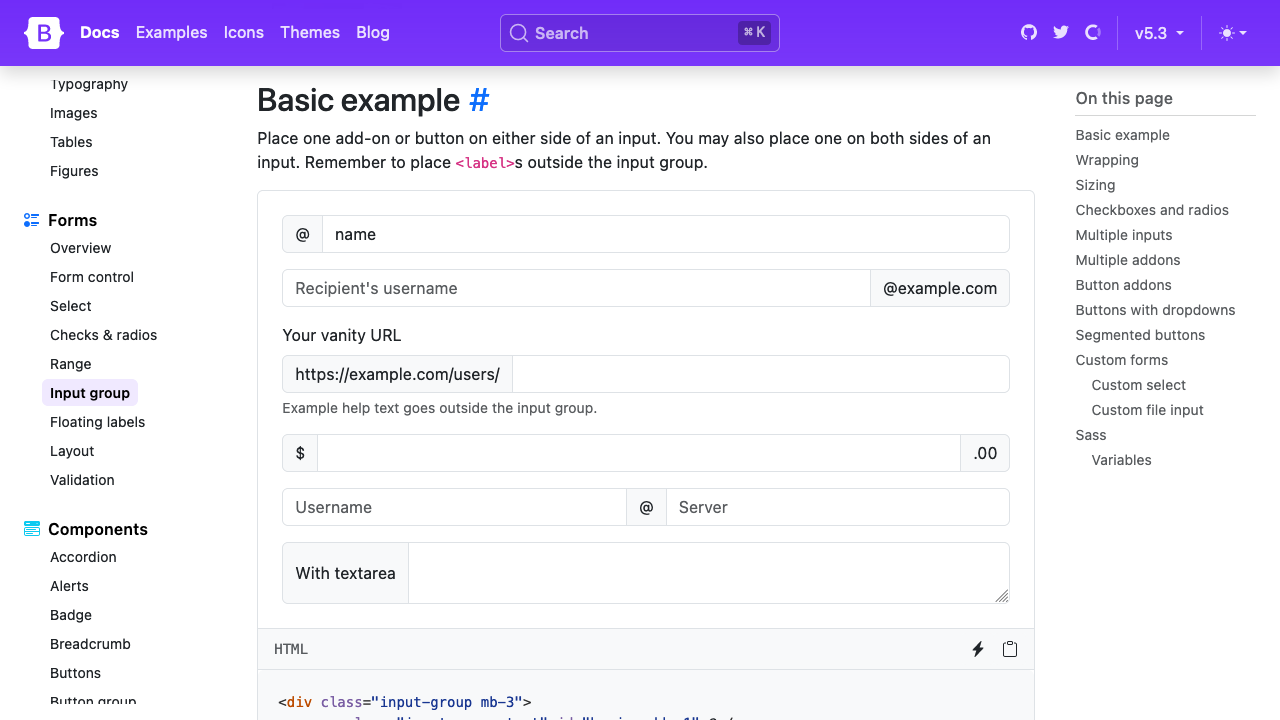 B
Docs
Examples
Icons
Themes
Blog
Search
⌘ K
v5.3
Typography
Images
Tables
Figures
Forms
Overview
Form control
Select
Checks & radios
Range
Input group
Floating labels
Layout
Validation
Components
Accordion
Alerts
Badge
Breadcrumb
Buttons
Button group
Basic example #
Place one add-on or button on either side of an input. You may also place one on both sides of an
input. Remember to place <label>s outside the input group.
@ name
Recipient's username @example.com
Your vanity URL
https://example.com/users/
Example help text goes outside the input group.
$ .00
Username @ Server
With textarea
HTML
<div class="input-group mb-3">
On this page
Basic example
Wrapping
Sizing
Checkboxes and radios
Multiple inputs
Multiple addons
Button addons
Buttons with dropdowns
Segmented buttons
Custom forms
Custom select
Custom file input
Sass
Variables